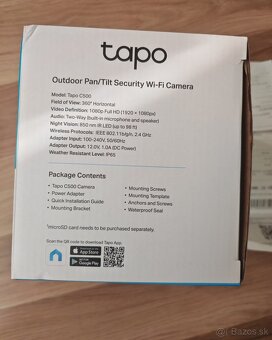 tapo
Outdoor Pan/Tilt Security Wi-Fi Camera
Model: Tapo C500
Field of View: 360° Horizontal
Video Definition: 1080p Full HD (1920 × 1080px)
Audio: Two-Way (Built-in microphone and speaker)
Night Vision: 850 nm IR LED (up to 98 ft)
Wireless Protocols: IEEE 802.11b/g/n, 2.4 GHz
Adapter Input: 100-240V, 50/60Hz
Adapter Output: 12.0V, 1.0A (DC Power)
Weather Resistant Level: IP65
Package Contents
• Tapo C500 Camera
• Power Adapter
• Quick Installation Guide
• Mounting Bracket
• Mounting Screws
• Mounting Template
• Anchors and Screws
• Waterproof Seal
*microSD card needs to be purchased separately.
Scan the QR code to download Tapo App.
App Store
Google Play
Bazos.sk